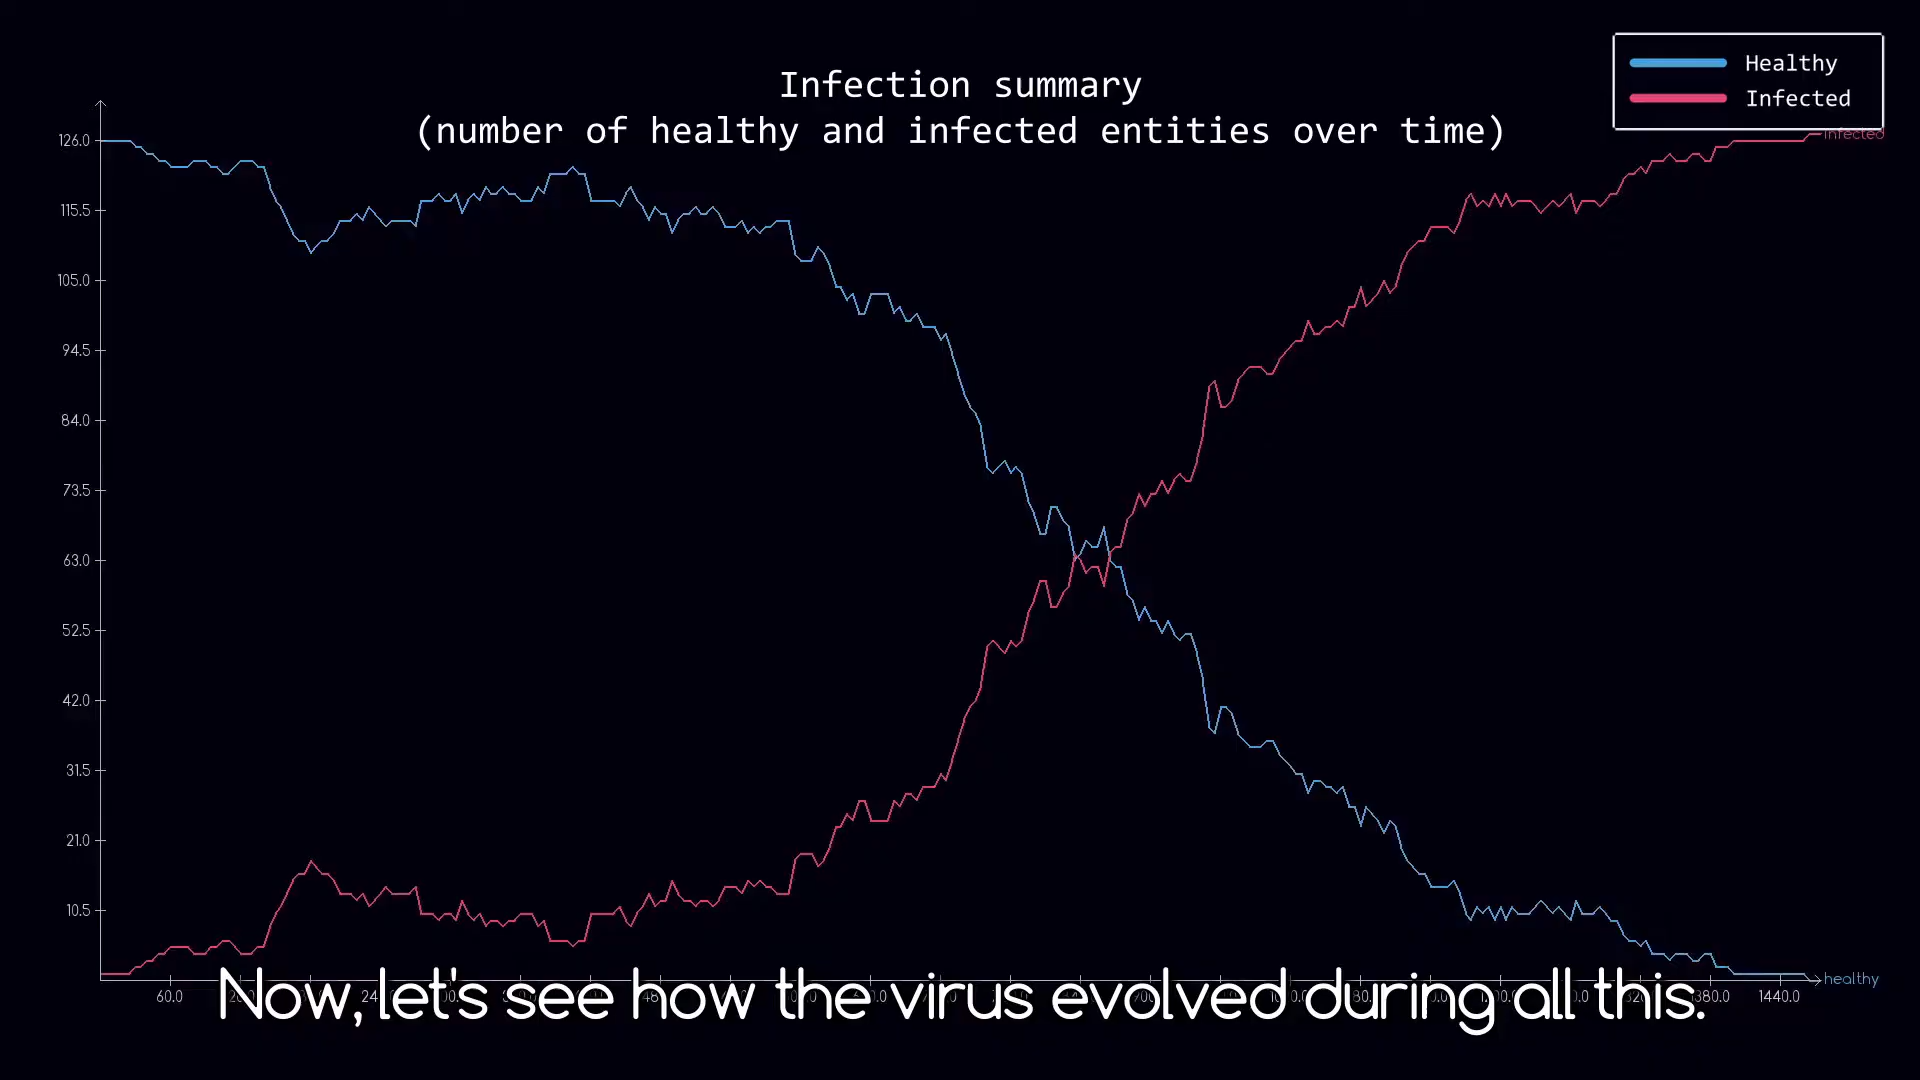 Infection summary
(number of healthy and infected entities over time)
Healthy
Infected
infected
126.0
115.5
105.0
94.5
84.0
73.5
63.0
52.5
42.0
31.5
21.0
10.5
60.0
1380.0
1440.0
healthy
Now, let's see how the virus evolved during all this.